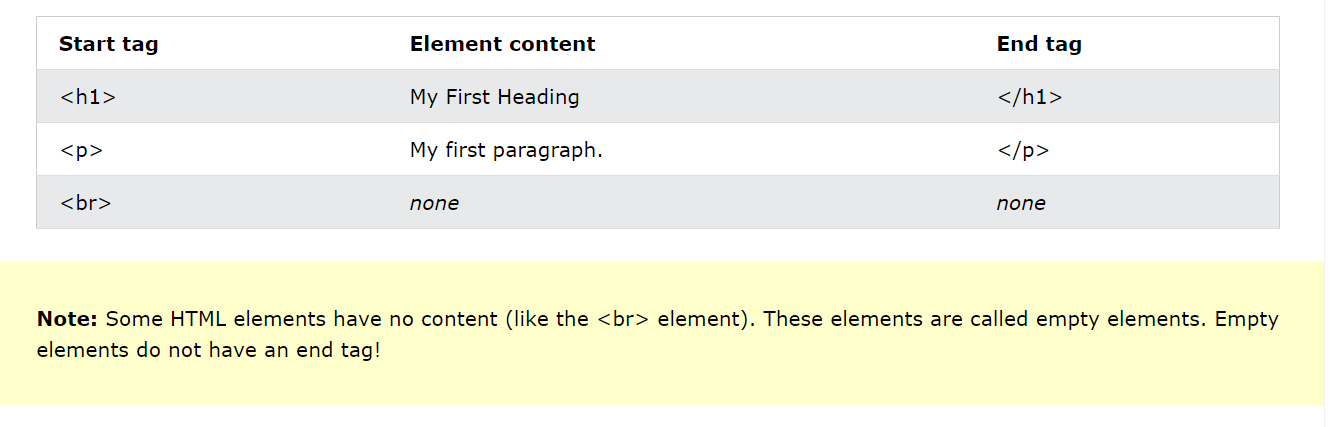 Start tag Element content End tag
<h1> My First Heading </h1>
<p> My first paragraph. </p>
<br> none none
Note: Some HTML elements have no content (like the <br> element). These elements are called empty elements. Empty
elements do not have an end tag!